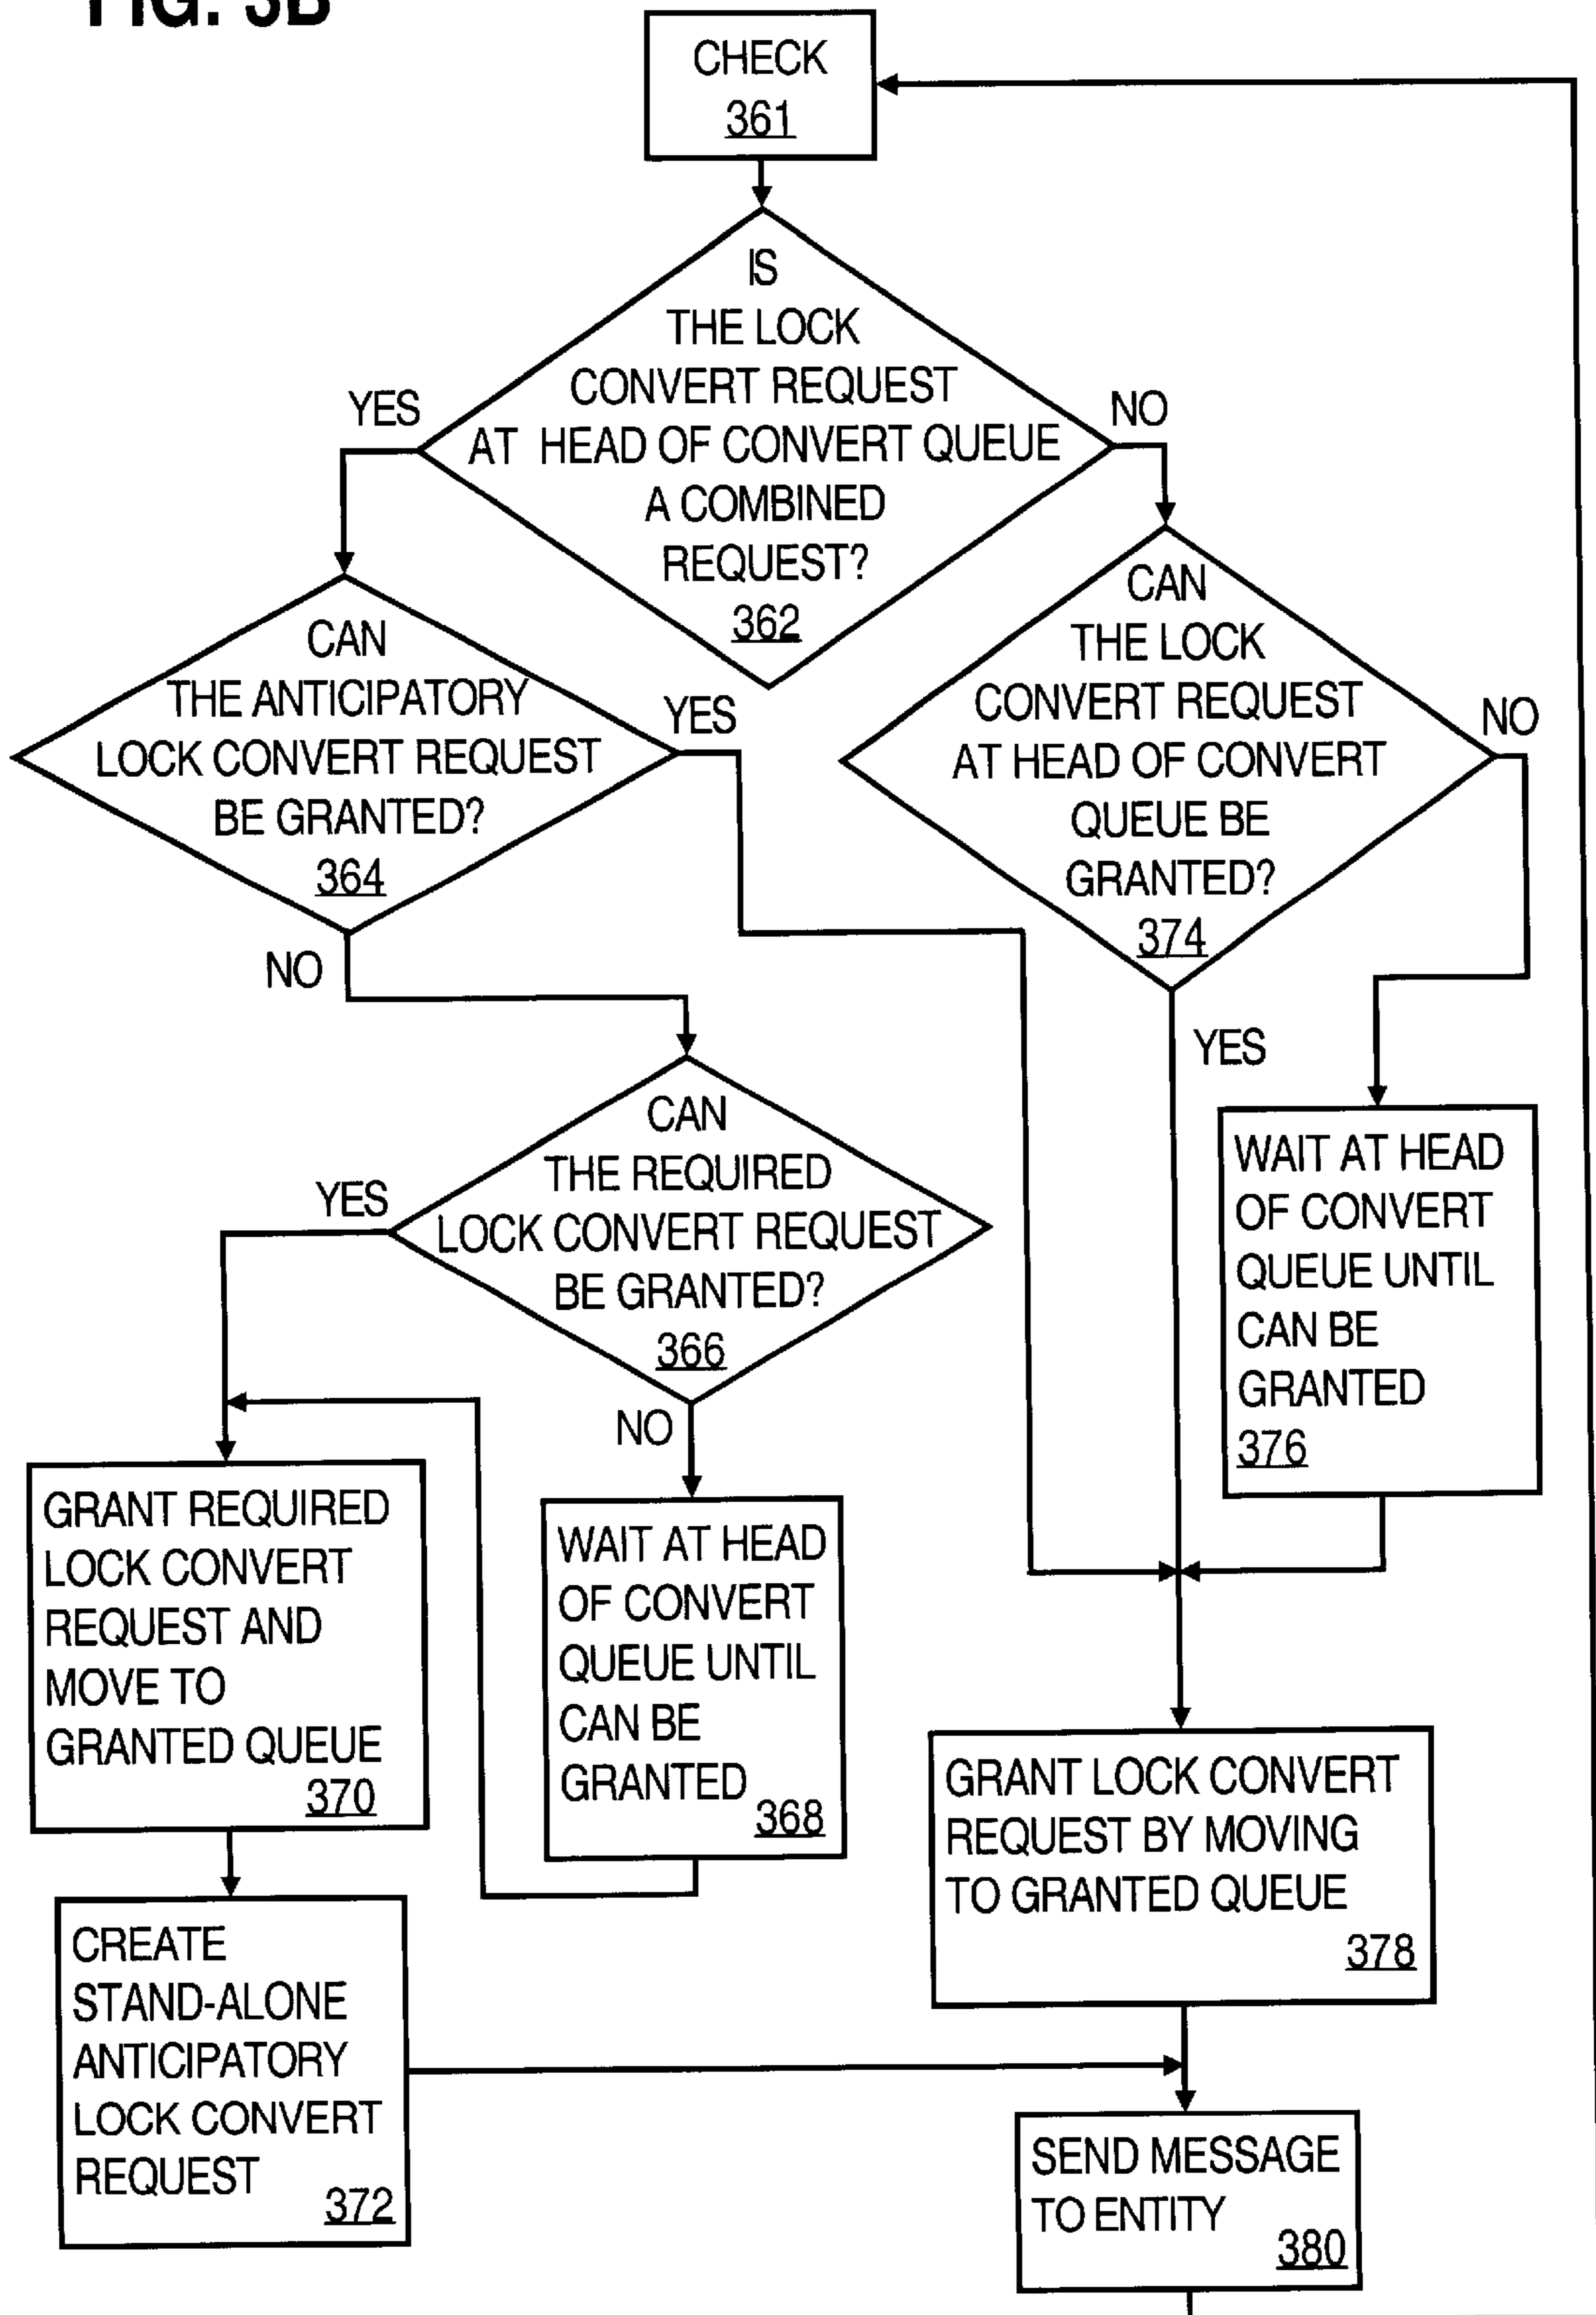 FIG. 3B
CHECK
361
IS
THE LOCK
CONVERT REQUEST
AT HEAD OF CONVERT QUEUE
A COMBINED
REQUEST?
362
YES
NO
CAN
THE ANTICIPATORY
LOCK CONVERT REQUEST
BE GRANTED?
364
YES
NO
CAN
THE LOCK
CONVERT REQUEST
AT HEAD OF CONVERT
QUEUE BE
GRANTED?
374
NO
YES
CAN
THE REQUIRED
LOCK CONVERT REQUEST
BE GRANTED?
366
YES
NO
WAIT AT HEAD
OF CONVERT
QUEUE UNTIL
CAN BE
GRANTED
376
GRANT REQUIRED
LOCK CONVERT
REQUEST AND
MOVE TO
GRANTED QUEUE
370
WAIT AT HEAD
OF CONVERT
QUEUE UNTIL
CAN BE
GRANTED
368
GRANT LOCK CONVERT
REQUEST BY MOVING
TO GRANTED QUEUE
378
CREATE
STAND-ALONE
ANTICIPATORY
LOCK CONVERT
REQUEST
372
SEND MESSAGE
TO ENTITY
380